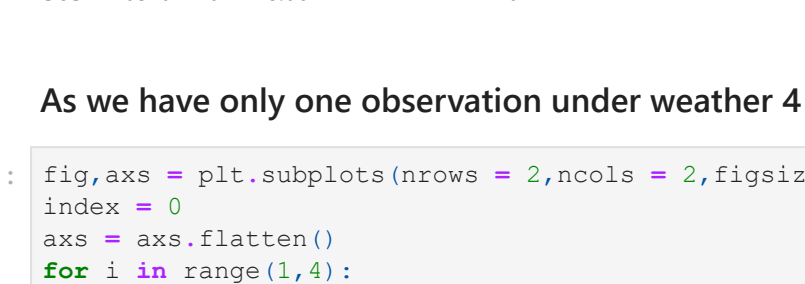 As we have only one observation under weather 4
: fig,axs = plt.subplots(nrows = 2,ncols = 2,figsiz
index = 0
axs = axs.flatten()
for i in range(1,4):